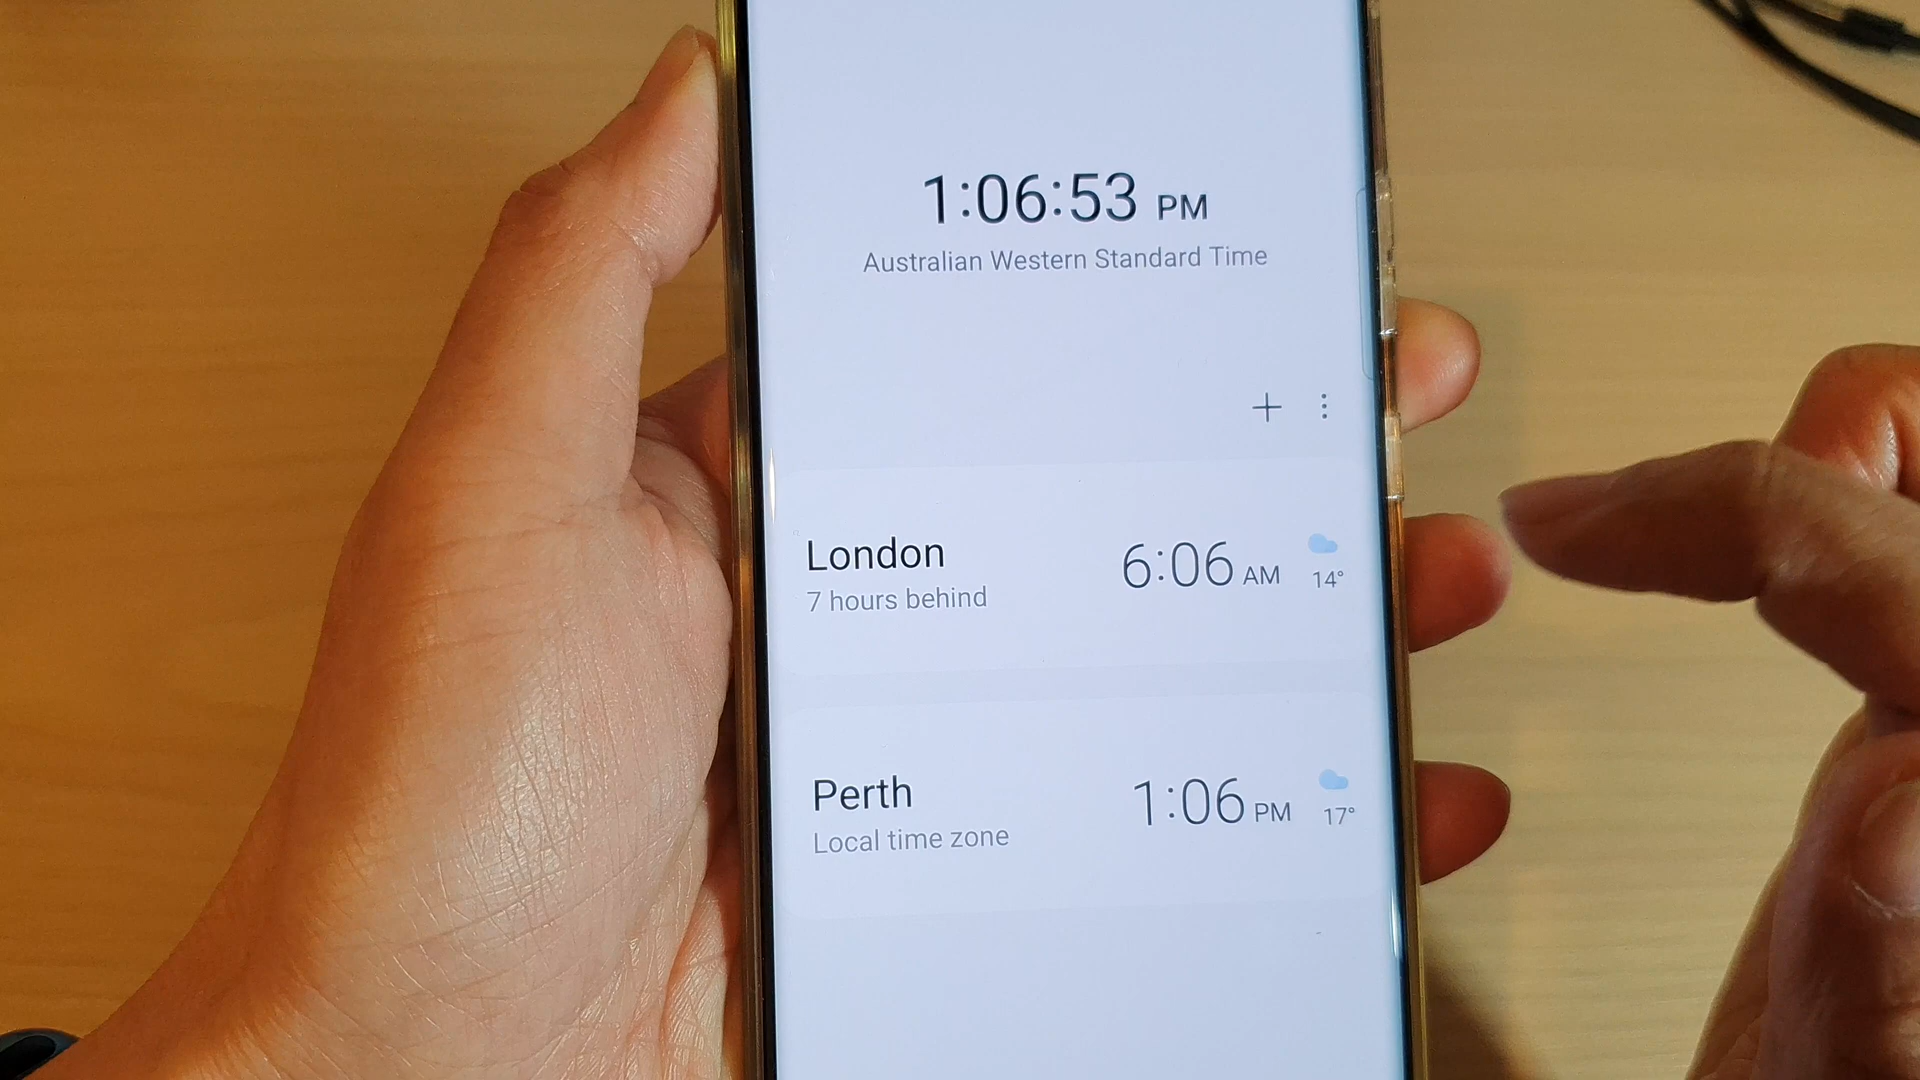 1:06:53 PM
Australian Western Standard Time
London
7 hours behind
6:06 AM
14°
Perth
Local time zone
1:06 PM
17°